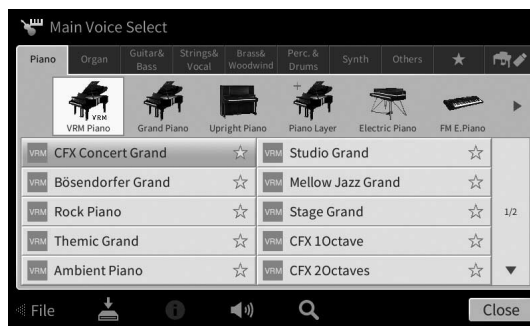 Main Voice Select
Piano
Organ
Guitar&
Bass
Strings&
Vocal
Brass&
Woodwind
Perc. &
Drums
Synth
Others
VRM
VRM Piano
Grand Piano
Upright Piano
Piano Layer
Electric Piano
FM E.Piano
VRM CFX Concert Grand
VRM Studio Grand
VRM Bösendorfer Grand
VRM Mellow Jazz Grand
VRM Rock Piano
VRM Stage Grand
1/2
VRM Themic Grand
VRM CFX 1Octave
VRM Ambient Piano
VRM CFX 2Octaves
File
Close